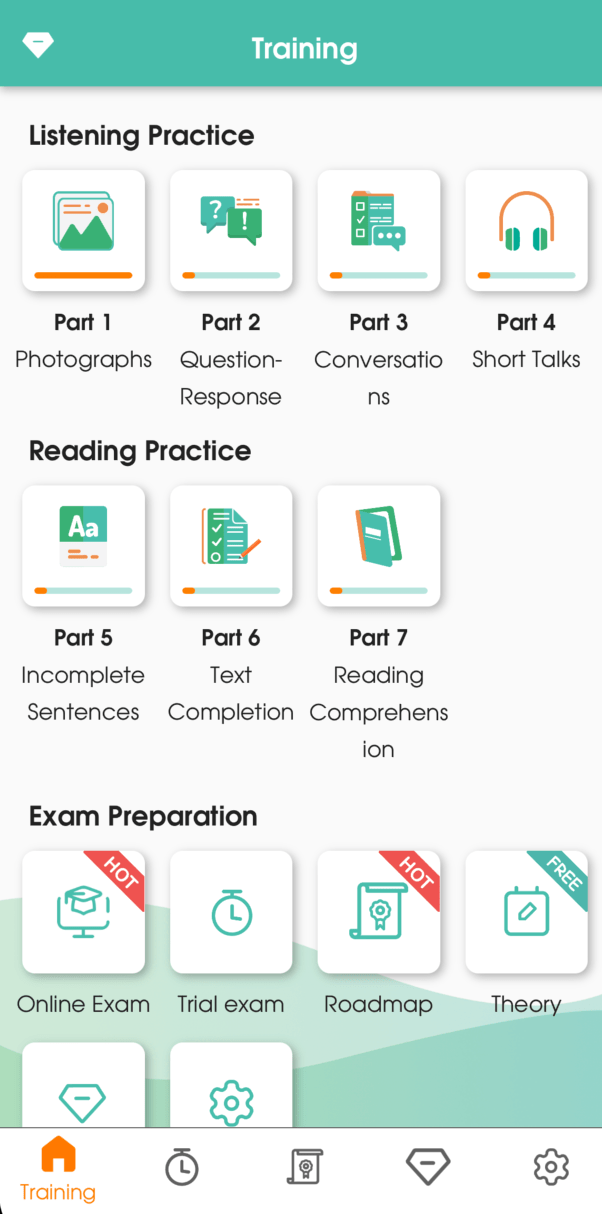 Training
Listening Practice
?
!
Part 1
Part 2
Part 3
Part 4
Photographs
Question-
Conversatio
Short Talks
Response
ns
Reading Practice
Aa
Part 5
Part 6
Part 7
Incomplete
Text
Reading
Sentences
Completion
Comprehens
ion
Exam Preparation
HOT
HOT
FREE
Online Exam
Trial exam
Roadmap
Theory
Training